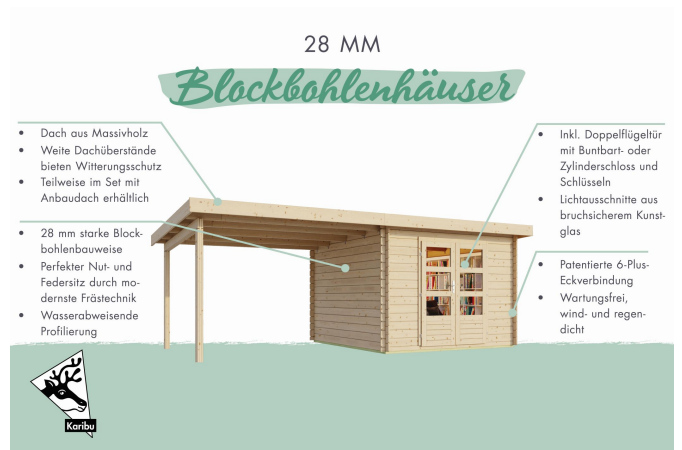 28 MM
Blockbohlenhäuser
• Dach aus Massivholz
• Weite Dachüberstände
bieten Witterungsschutz
• Teilweise im Set mit
Anbaudach erhältlich
• 28 mm starke Block-
bohlenbauweise
• Perfekter Nut- und
Federsitz durch mo-
dernste Frästechnik
• Wasserabweisende
Profilierung
• Inkl. Doppelflügeltür
mit Buntbart- oder
Zylinderschloss und
Schlüsseln
• Lichtausschnitte aus
bruchsicherem Kunst-
glas
• Patentierte 6-Plus-
Eckverbindung
• Wartungsfrei,
wind- und regen-
dicht
Karibu